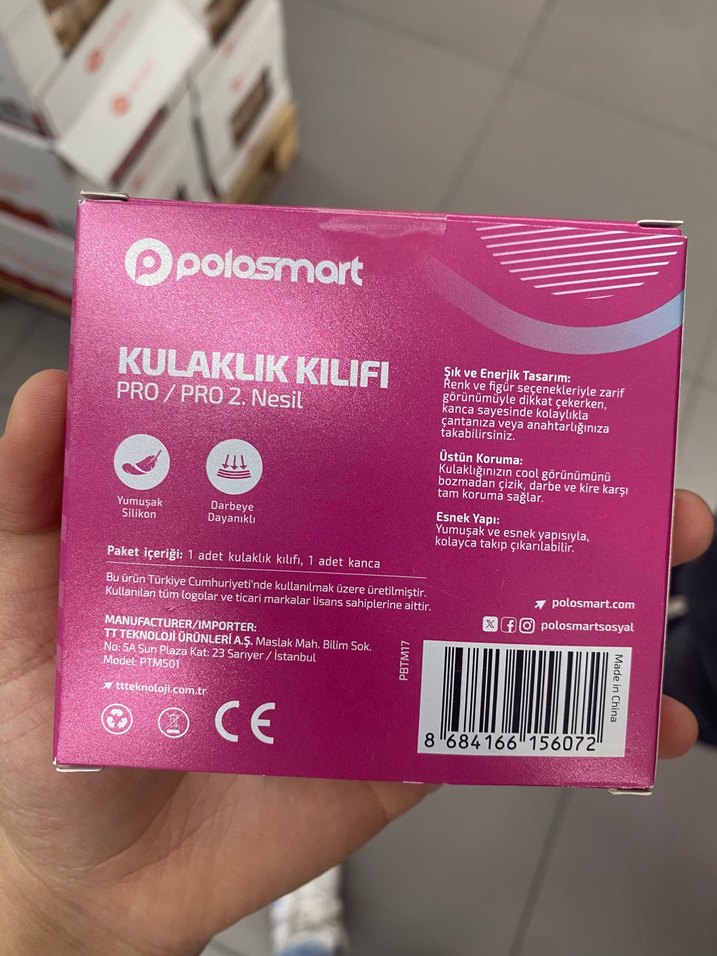 polosmart
KULAKLIK KILIFI
PRO / PRO 2. Nesil
Yumuşak
Silikon
Darbeye
Dayanıklı
Paket içeriği: 1 adet kulaklık kılıfı, 1 adet kanca
Bu ürün Türkiye Cumhuriyeti'nde kullanılmak üzere üretilmiştir.
Kullanılan tüm logolar ve ticari markalar lisans sahiplerine aittir.
MANUFACTURER/IMPORTER:
TT TEKNOLOJİ ÜRÜNLERİ A.Ş. Maslak Mah. Bilim Sok.
No: 5A Sun Plaza Kat: 23 Sarıyer / İstanbul
Model: PTM501
ttteknoloji.com.tr
CE
Şık ve Enerjik Tasarım:
Renk ve figür seçenekleriyle zarif
görünümüyle dikkat çekerken,
kanca sayesinde kolaylıkla
çantanıza veya anahtarlığınıza
takabilirsiniz.
Üstün Koruma:
Kulaklığınızın cool görünümünü
bozmadan çizik, darbe ve kire karşı
tam koruma sağlar.
Esnek Yapı:
Yumuşak ve esnek yapısıyla,
kolayca takıp çıkarılabilir.
polosmart.com
polosmartsosyal
PBTM17
8 684166 156072
Made in China